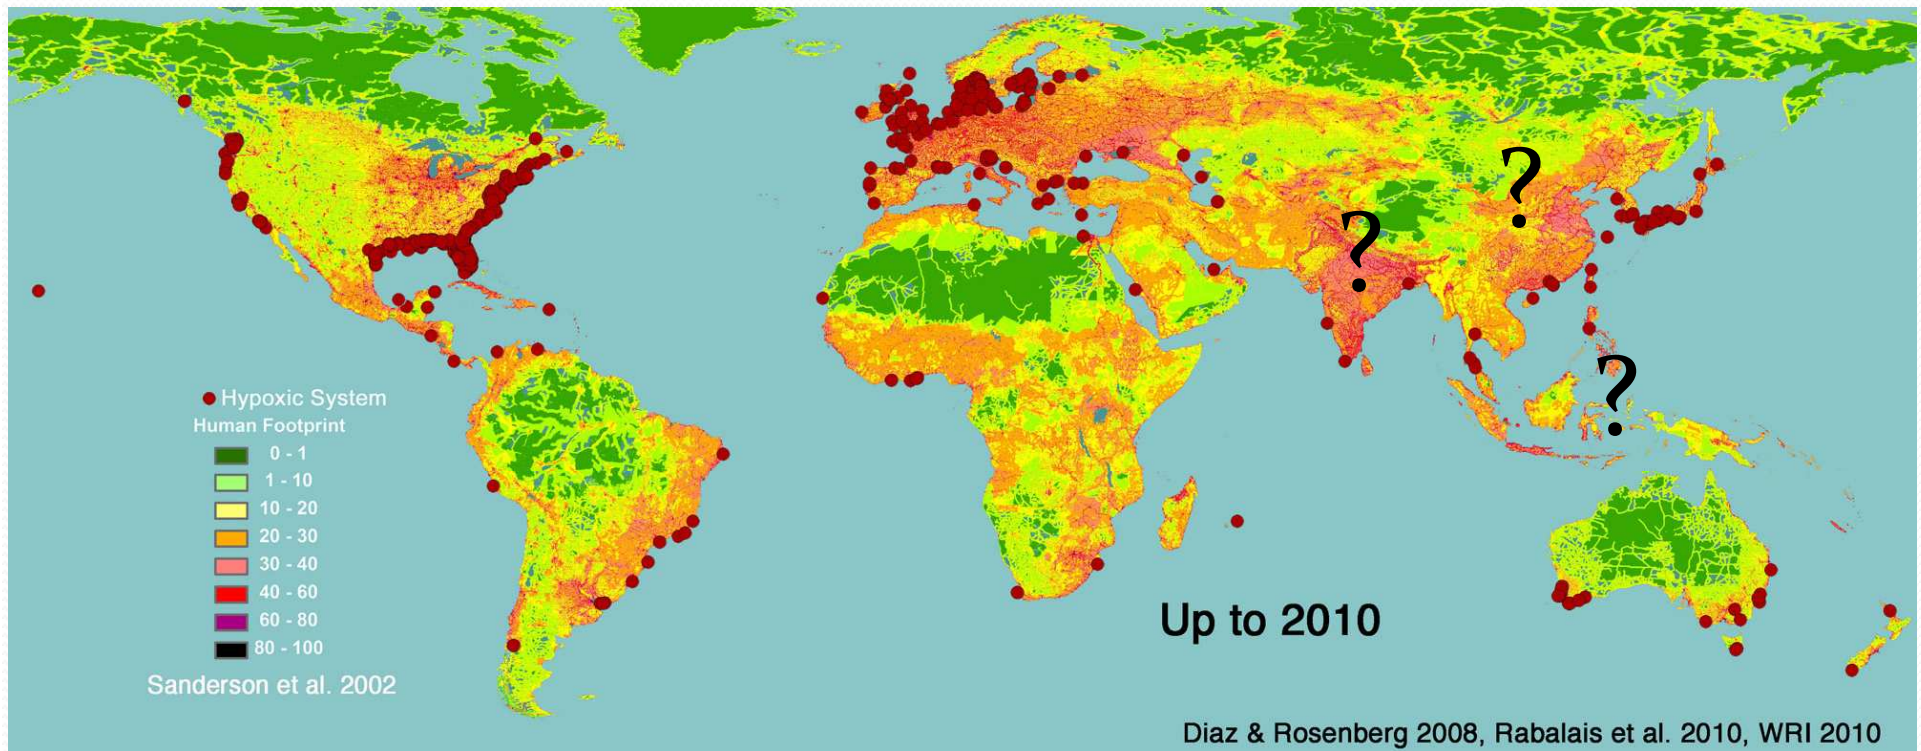 ?
?
?
Hypoxic System
Human Footprint
0 - 1
1 - 10
10 - 20
20 - 30
30 - 40
40 - 60
60 - 80
80 - 100
Sanderson et al. 2002
Up to 2010
Diaz & Rosenberg 2008, Rabalais et al. 2010, WRI 2010